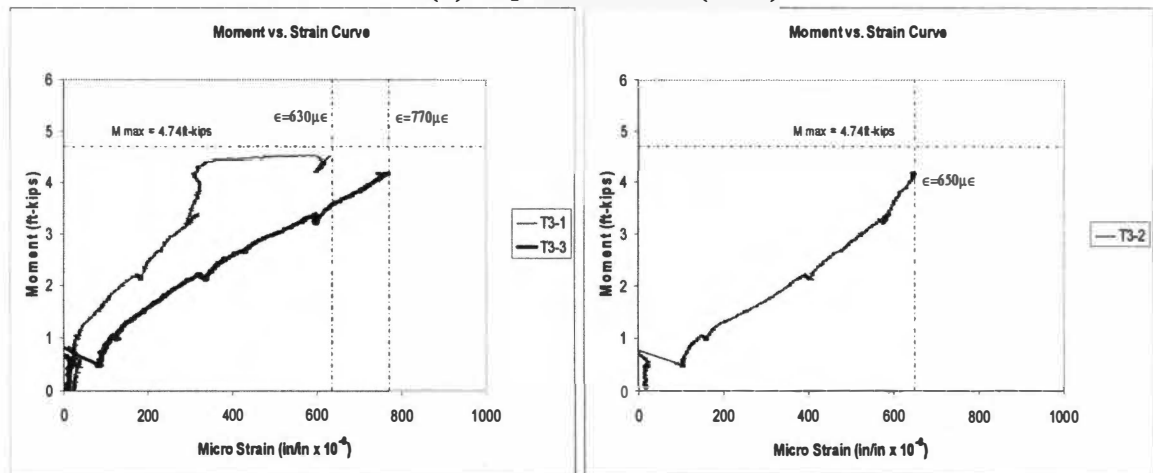 Moment vs. Strain Curve
6
5
4
3
2
1
0
Moment (ft-kips)
M max = 4.74ft-kips
ϵ=630μϵ
ϵ=770μϵ
T3-1
T3-3
0 200 400 600 800 1000
Micro Strain (in/in x 10⁻⁶)
Moment vs. Strain Curve
6
5
4
3
2
1
0
Moment (ft-kips)
M max = 4.74ft-kips
ϵ=650μϵ
T3-2
0 200 400 600 800 1000
Micro Strain (in/in x 10⁻⁶)